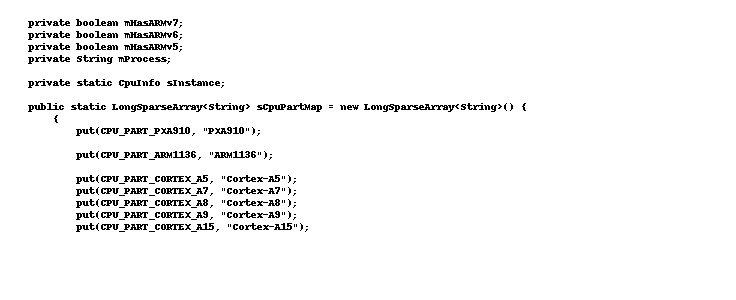 private boolean mHasARMv7;
private boolean mHasARMv6;
private boolean mHasARMv5;
private String mProcess;
private static CpuInfo sInstance;
public static LongSparseArray<String> sCpuPartMap = new LongSparseArray<String>() {
{
put(CPU_PART_PXA910, "PXA910");
put(CPU_PART_ARM1136, "ARM1136");
put(CPU_PART_CORTEX_A5, "Cortex-A5");
put(CPU_PART_CORTEX_A7, "Cortex-A7");
put(CPU_PART_CORTEX_A8, "Cortex-A8");
put(CPU_PART_CORTEX_A9, "Cortex-A9");
put(CPU_PART_CORTEX_A15, "Cortex-A15");